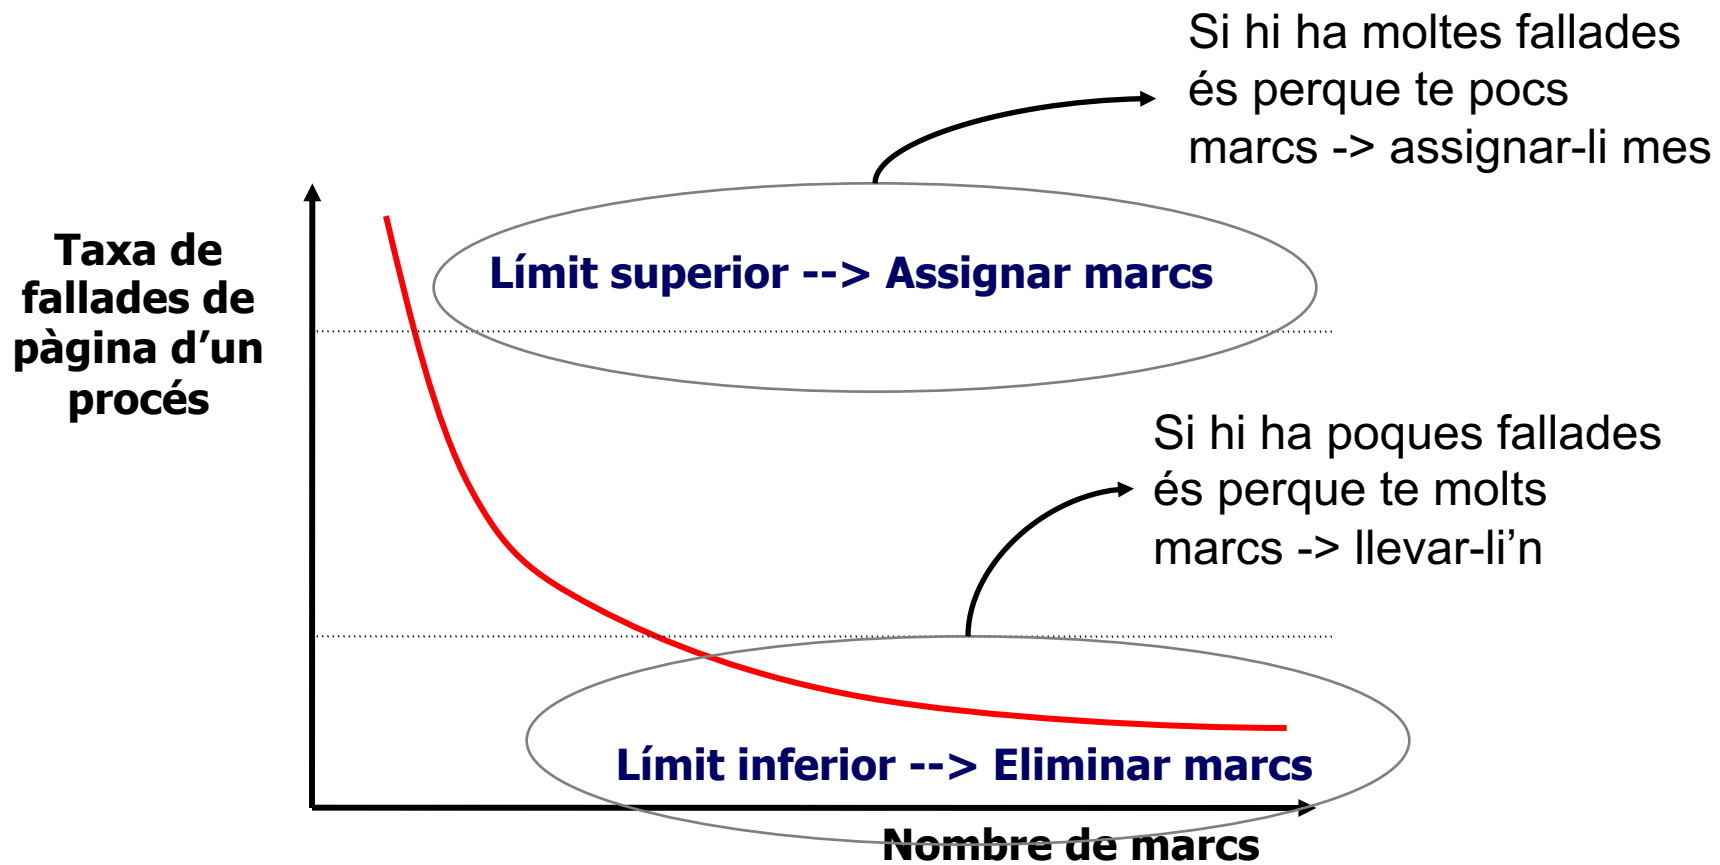 Si hi ha moltes fallades
és perque te pocs
marcs -> assignar-li mes
Taxa de
fallades de
pàgina d’un
procés
Límit superior --> Assignar marcs
Si hi ha poques fallades
és perque te molts
marcs -> llevar-li’n
Límit inferior --> Eliminar marcs
Nombre de marcs